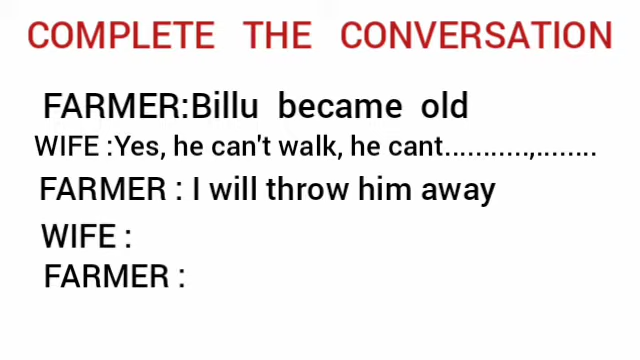 COMPLETE THE CONVERSATION
FARMER:Billu became old
WIFE :Yes, he can't walk, he cant...........,........
FARMER : I will throw him away
WIFE :
FARMER :